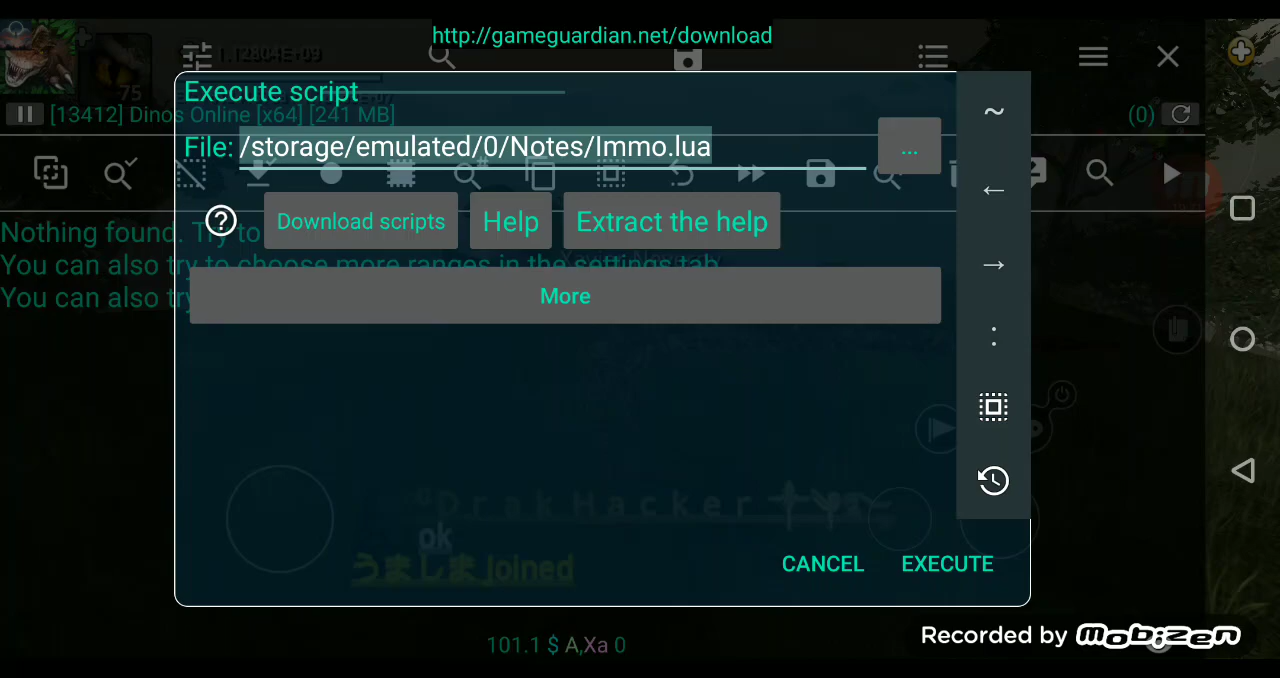 http://gameguardian.net/download
1.12804E+09
Execute script
75
[13412] Dinos Online [x64] [241 MB]
(0)
File: /storage/emulated/0/Notes/Immo.lua
...
Nothing found. Try to
Download scripts
Help
Extract the help
You can also try to choose more ranges in the settings tab
You can also try
More
DrakHacker
ok
うましま Joined
CANCEL
EXECUTE
Recorded by mobizen
101.1 $ A,Xa 0